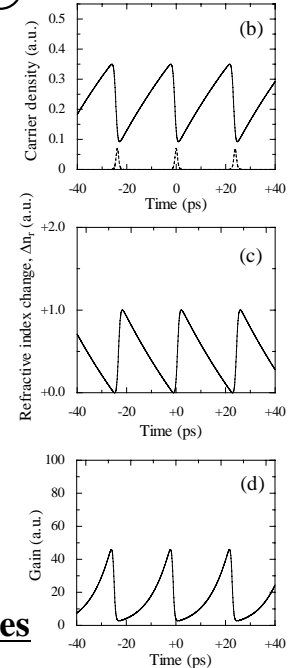 (b)
Carrier density (a.u.)
0.5
0.4
0.3
0.2
0.1
0
-40 -20 0 +20 +40
Time (ps)
(c)
Refractive index change, Δnr (a.u.)
+2.0
+1.0
+0.0
-40 -20 +0 +20 +40
Time (ps)
(d)
Gain (a.u.)
100
80
60
40
20
0
-40 -20 +0 +20 +40
Time (ps)
es